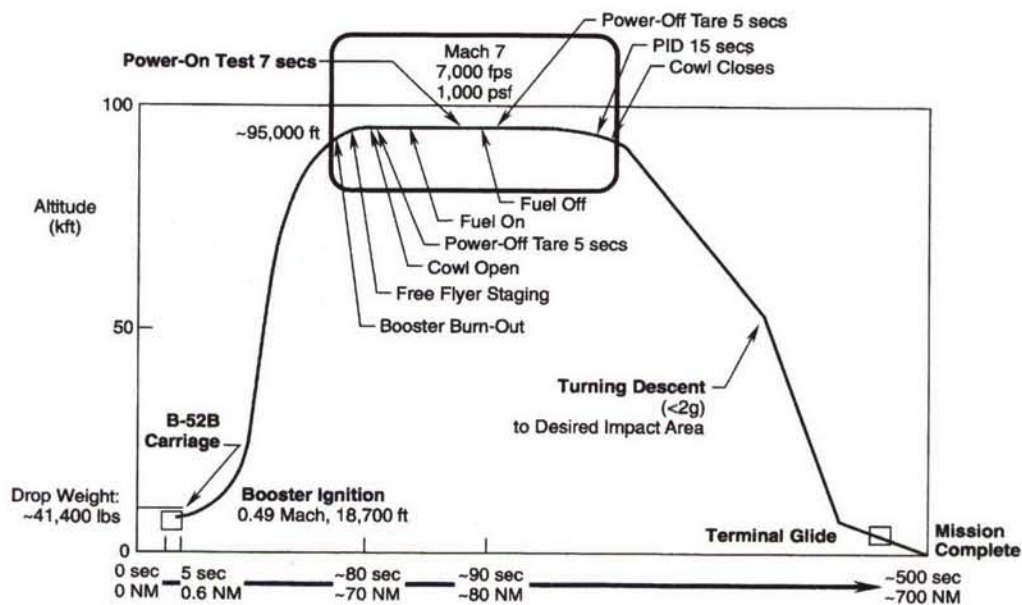 Power-Off Tare 5 secs
PID 15 secs
Cowl Closes
Power-On Test 7 secs
Mach 7
7,000 fps
1,000 psf
100
~95,000 ft
Altitude
(kft)
Fuel Off
Fuel On
Power-Off Tare 5 secs
Cowl Open
Free Flyer Staging
Booster Burn-Out
50
Turning Descent
(<2g)
to Desired Impact Area
B-52B
Carriage
Drop Weight:
~41,400 lbs
Booster Ignition
0.49 Mach, 18,700 ft
Terminal Glide
Mission
Complete
0
0 sec
0 NM
5 sec
0.6 NM
~80 sec
~70 NM
~90 sec
~80 NM
~500 sec
~700 NM